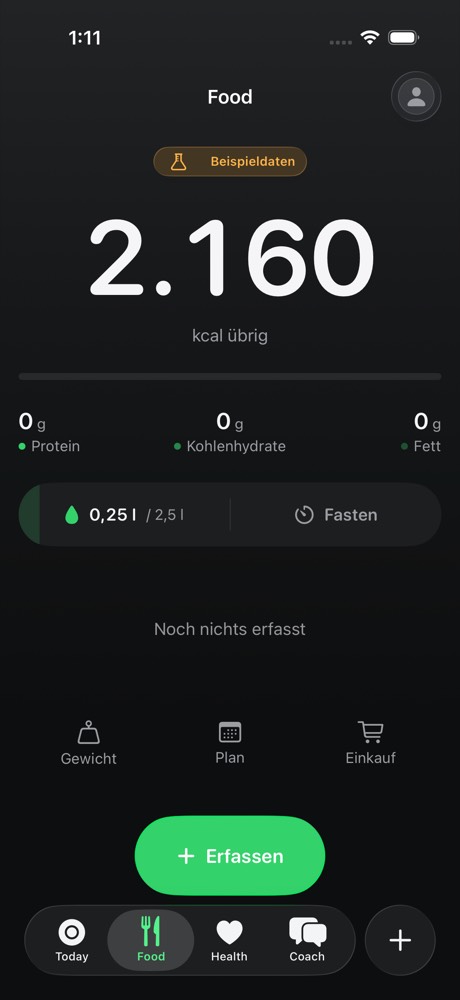 1:11
Food
Beispieldaten
2.160
kcal übrig
0 g 0 g 0 g
Protein Kohlenhydrate Fett
0,25 l / 2,5 l Fasten
Noch nichts erfasst
Gewicht Plan Einkauf
+ Erfassen
Today Food Health Coach +